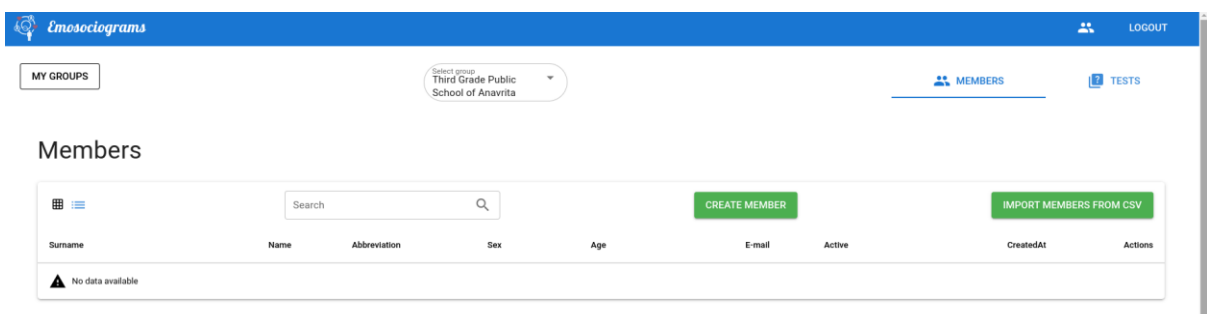 Emosociograms
LOGOUT
MY GROUPS
Select group
Third Grade Public
School of Anavrita
MEMBERS
TESTS
Members
Search
CREATE MEMBER
IMPORT MEMBERS FROM CSV
Surname Name Abbreviation Sex Age E-mail Active CreatedAt Actions
No data available